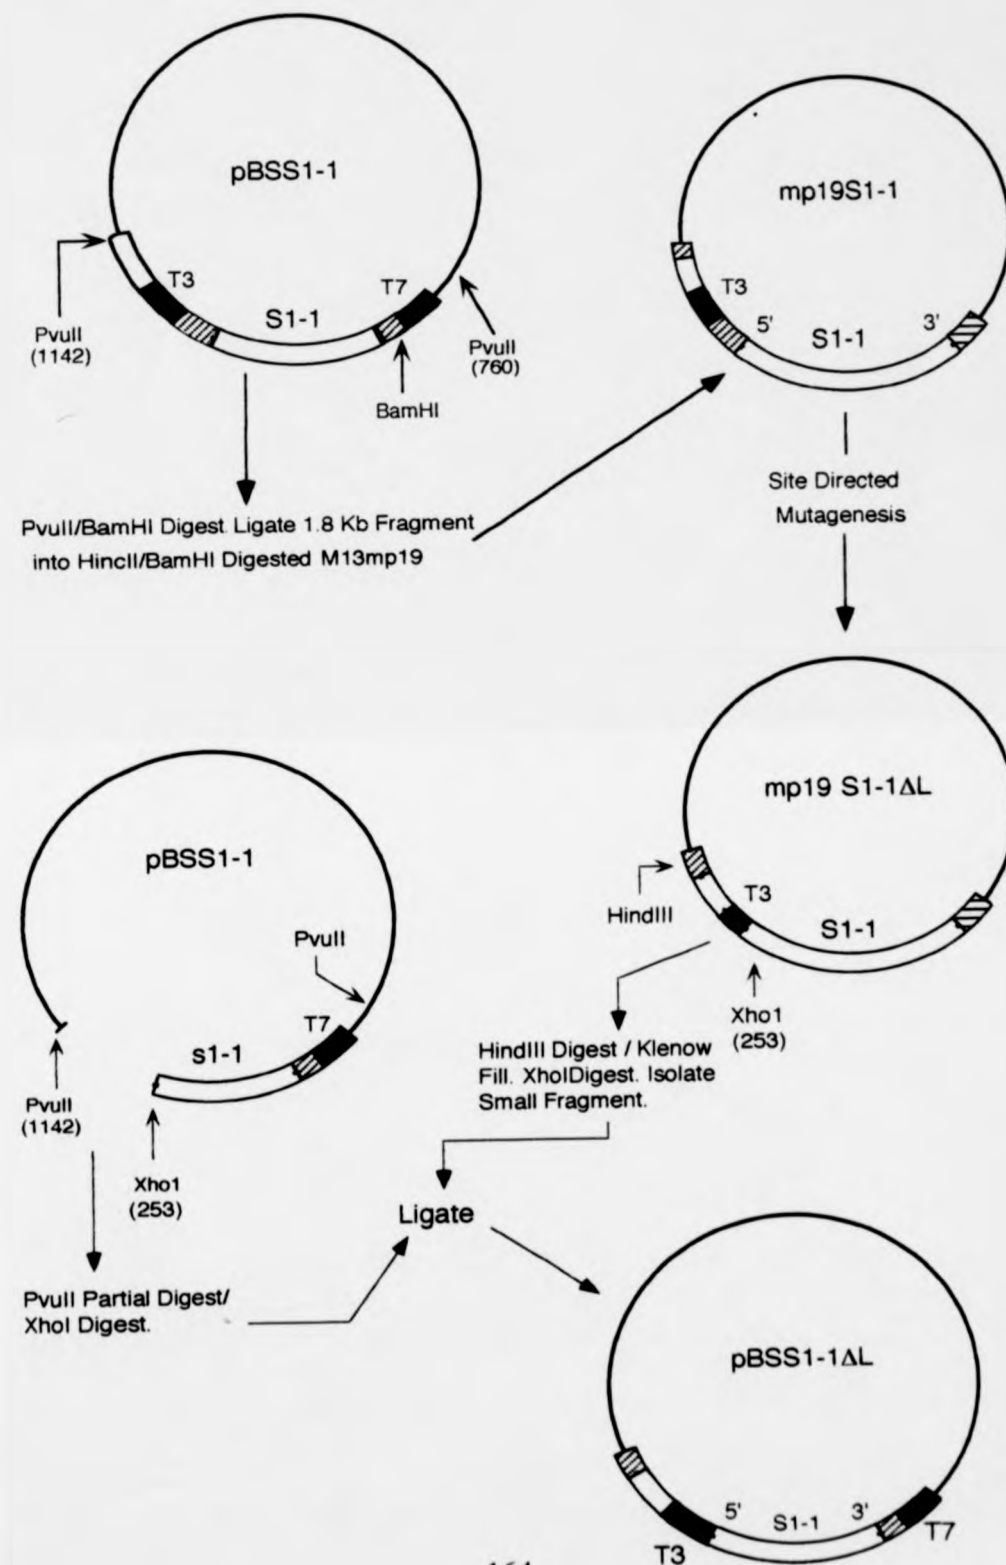 pBSS1-1
T3
S1-1
T7
PvuII
(1142)
PvuII
(760)
BamHI
PvuII/BamHI Digest Ligate 1.8 Kb Fragment
into HincII/BamHI Digested M13mp19
mp19S1-1
T3
5'
S1-1
3'
Site Directed
Mutagenesis
mp19 S1-1ΔL
HindIII
T3
S1-1
Xho1
(253)
HindIII Digest / Klenow
Fill. XhoIDigest. Isolate
Small Fragment.
pBSS1-1
PvuII
T7
s1-1
PvuII
(1142)
Xho1
(253)
PvuII Partial Digest/
XhoI Digest.
Ligate
pBSS1-1ΔL
5'
S1-1
3'
T3
T7